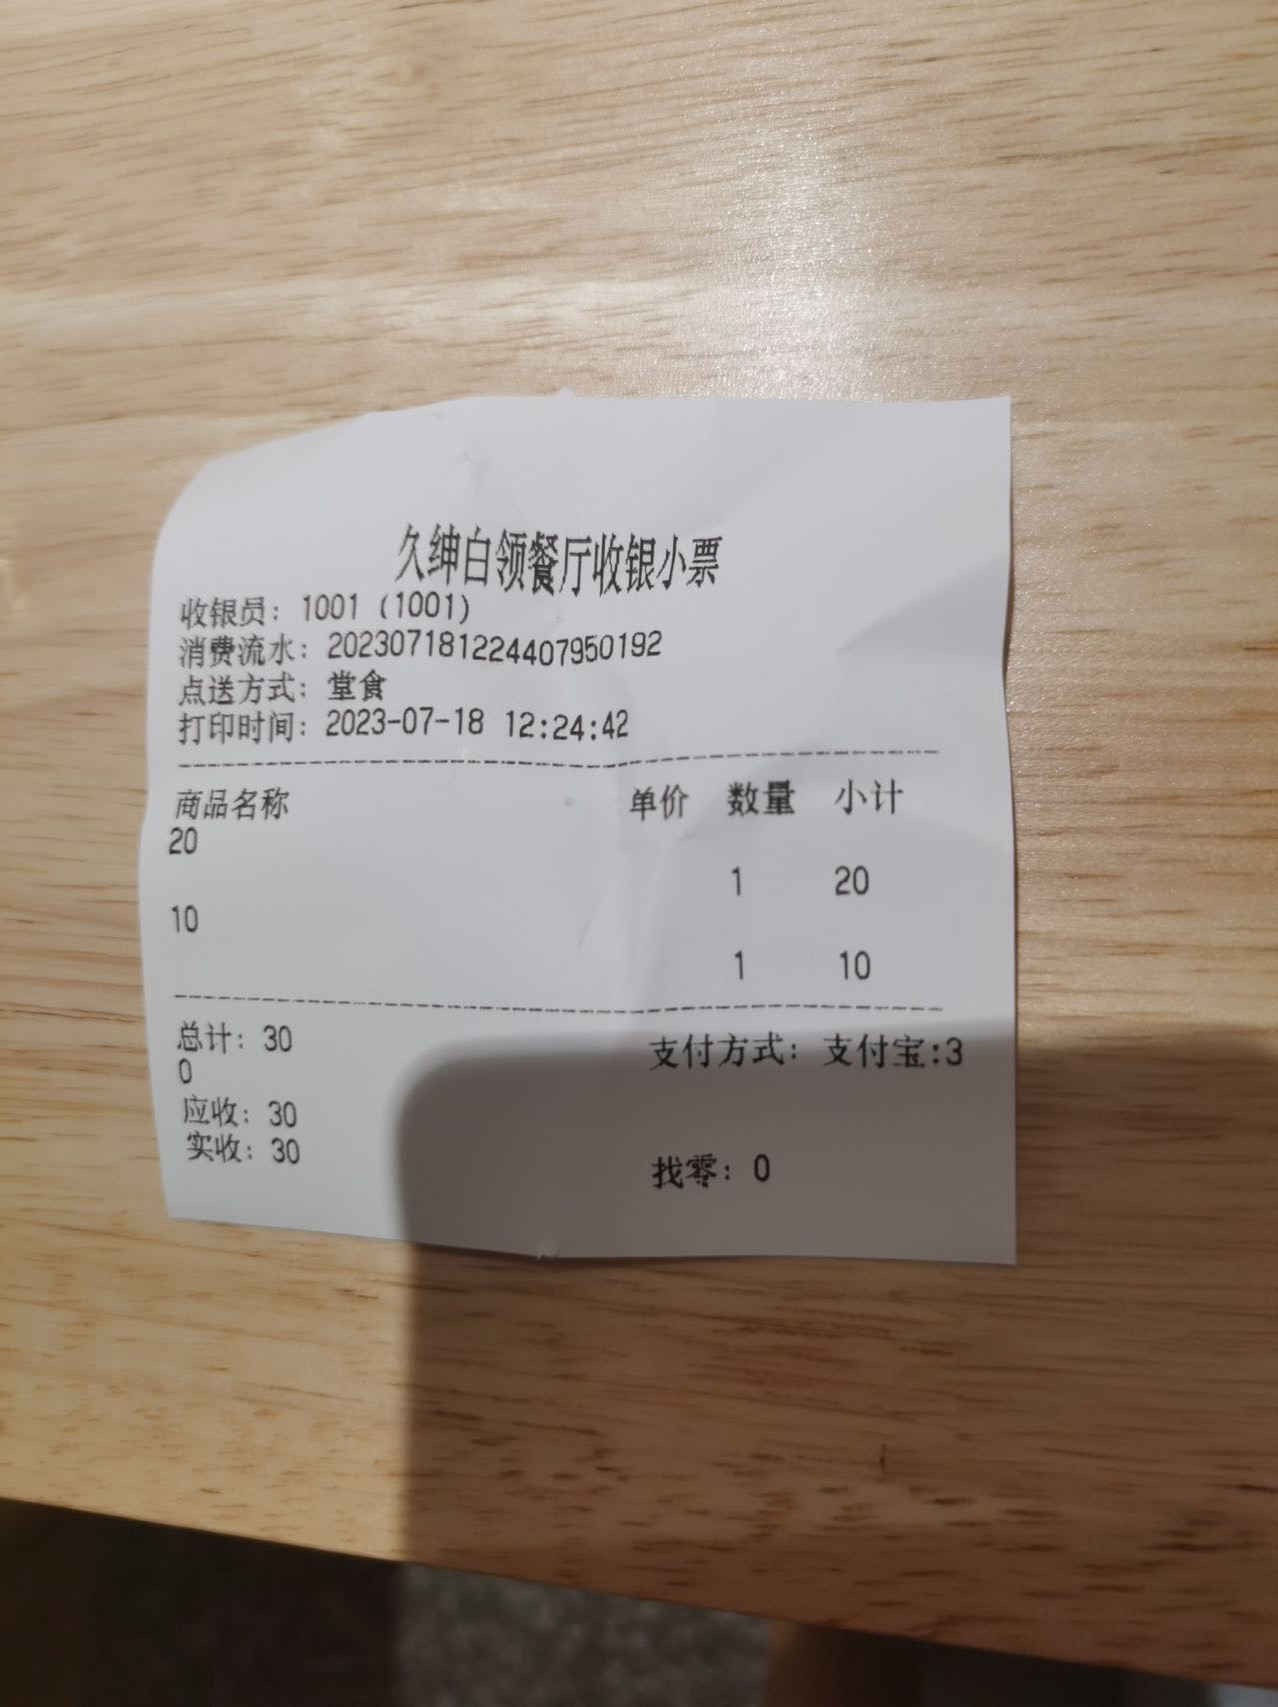 久绅白领餐厅收银小票
收银员: 1001 (1001)
消费流水: 202307181224407950192
点送方式: 堂食
打印时间: 2023-07-18 12:24:42
商品名称 单价 数量 小计
20
1 20
10
1 10
总计: 30 支付方式: 支付宝:3
0
应收: 30
实收: 30 找零: 0